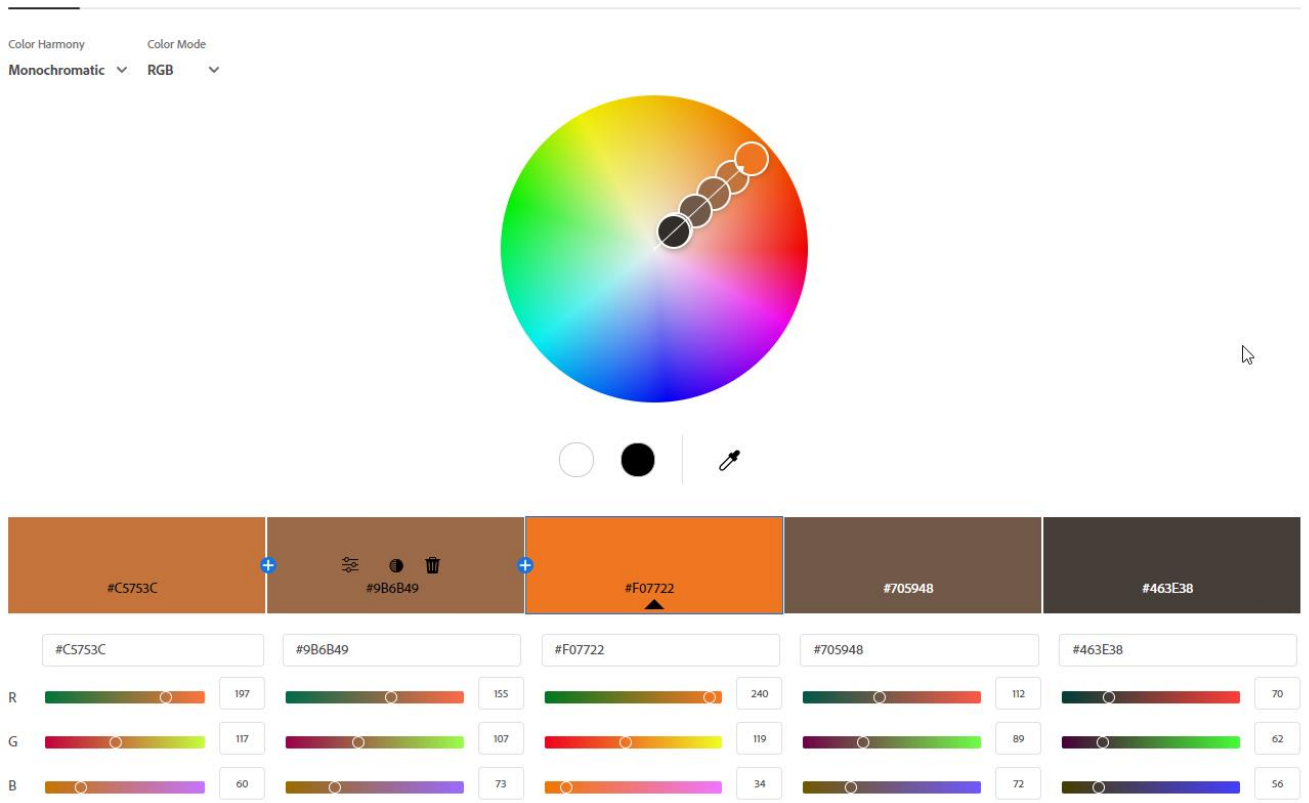 Color Harmony Color Mode
Monochromatic RGB
#C5753C #9B6B49 #F07722 #705948 #463E38
#C5753C #9B6B49 #F07722 #705948 #463E38
R 197 155 240 112 70
G 117 107 119 89 62
B 60 73 34 72 56